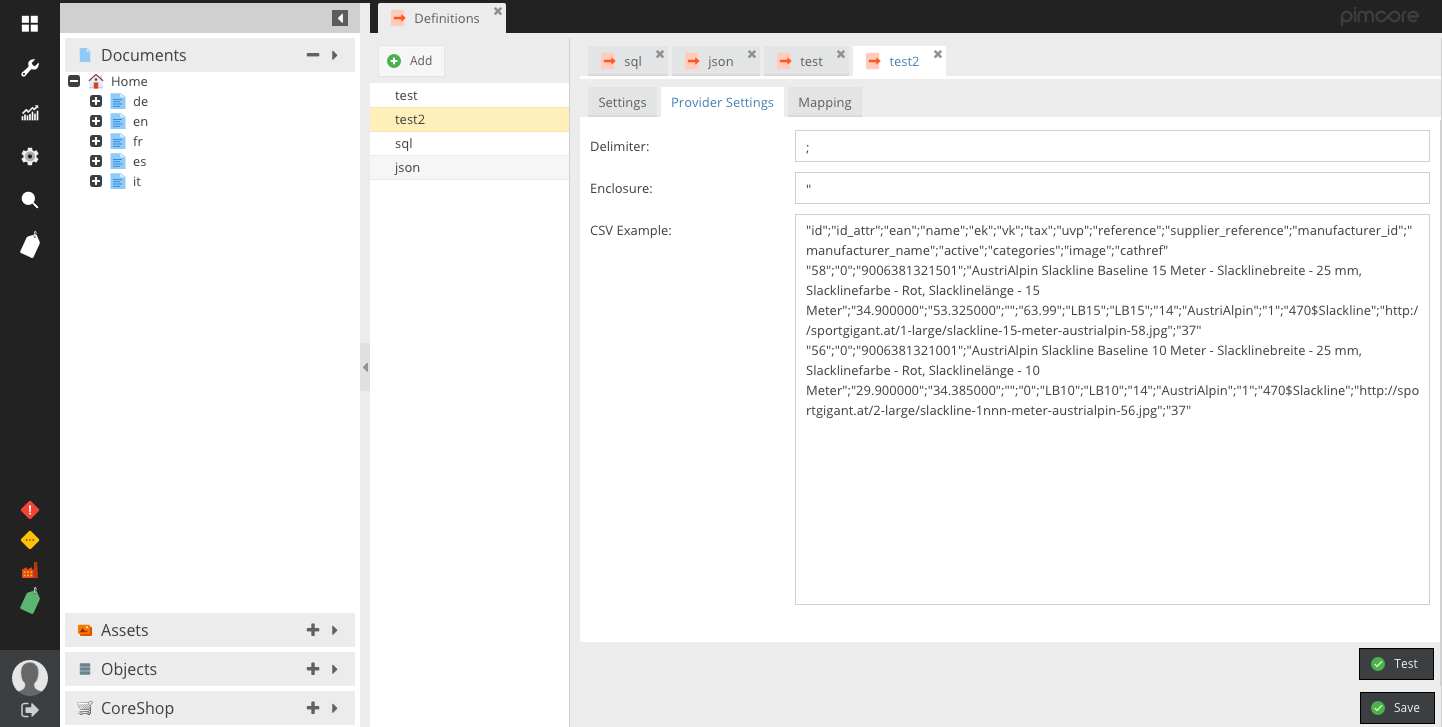 Definitions
pimcore
Documents
Home
de
en
fr
es
it
Assets
Objects
CoreShop
Add
test
test2
sql
json
sql
json
test
test2
Settings
Provider Settings
Mapping
Delimiter:
;
Enclosure:
"
CSV Example:
"id";"id_attr";"ean";"name";"ek";"vk";"tax";"uvp";"reference";"supplier_reference";"manufacturer_id";"
manufacturer_name";"active";"categories";"image";"cathref"
"58";"0";"9006381321501";"AustriAlpin Slackline Baseline 15 Meter - Slacklinebreite - 25 mm,
Slacklinefarbe - Rot, Slacklinelänge - 15
Meter";"34.900000";"53.325000";"";"63.99";"LB15";"LB15";"14";"AustriAlpin";"1";"470$Slackline";"http:/
/sportgigant.at/1-large/slackline-15-meter-austrialpin-58.jpg";"37"
"56";"0";"9006381321001";"AustriAlpin Slackline Baseline 10 Meter - Slacklinebreite - 25 mm,
Slacklinefarbe - Rot, Slacklinelänge - 10
Meter";"29.900000";"34.385000";"";"0";"LB10";"LB10";"14";"AustriAlpin";"1";"470$Slackline";"http://spo
rtgigant.at/2-large/slackline-1nnn-meter-austrialpin-56.jpg";"37"
Test
Save